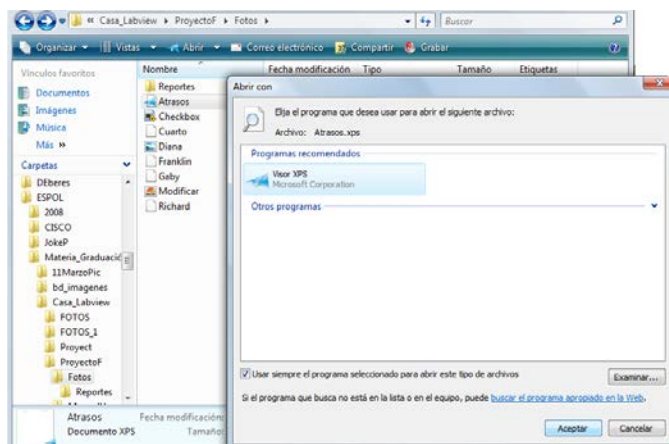 « Casa_Labview ▸ ProyectoF ▸ Fotos ▸
Buscar
Organizar
Vistas
Abrir
Correo electrónico
Compartir
Grabar
Vínculos favoritos
Documentos
Imágenes
Música
Más »
Carpetas
DEberes
ESPOL
2008
CISCO
JokeP
Materia_Graduació
11MarzoPic
bd_imagenes
Casa_Labview
FOTOS
FOTOS_1
Proyect
ProyectoF
Fotos
Reportes
Nombre
Fecha modificación
Tipo
Tamaño
Etiquetas
Reportes
Atrasos
Checkbox
Cuarto
Diana
Franklin
Gaby
Modificar
Richard
Atrasos
Documento XPS
Fecha modificación:
Tamaño:
Abrir con
Elija el programa que desea usar para abrir el siguiente archivo:
Archivo: Atrasos.xps
Programas recomendados
Visor XPS
Microsoft Corporation
Otros programas
Usar siempre el programa seleccionado para abrir este tipo de archivos
Examinar...
Si el programa que busca no está en la lista o en el equipo, puede buscar el programa apropiado en la Web.
Aceptar
Cancelar